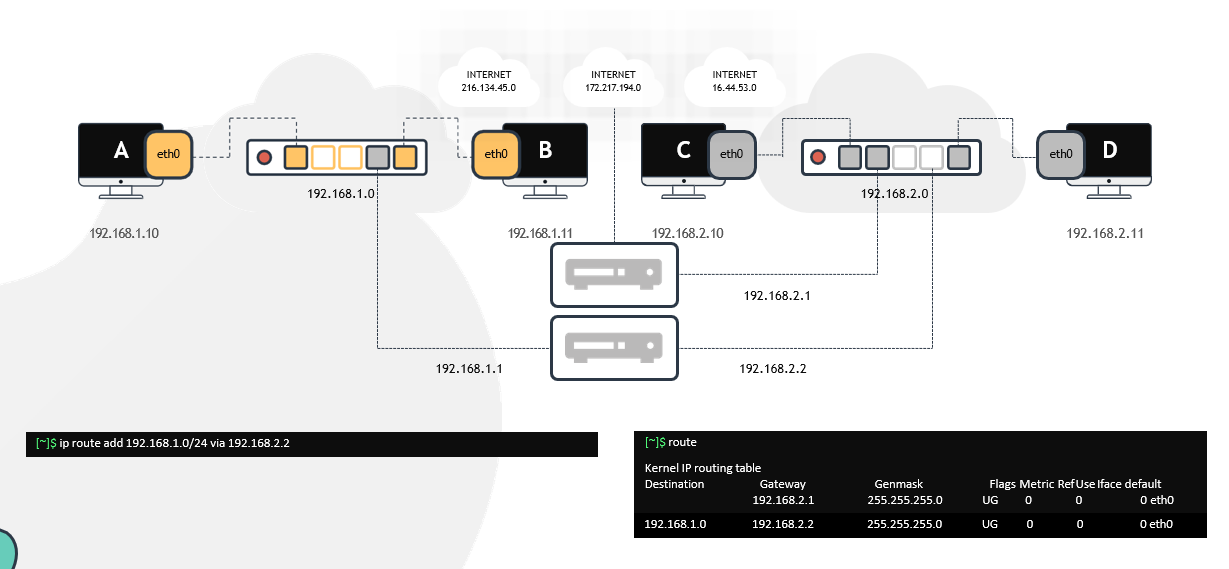 INTERNET
216.134.45.0
INTERNET
172.217.194.0
INTERNET
16.44.53.0
A
eth0
eth0
B
C
eth0
eth0
D
192.168.1.0
192.168.2.0
192.168.1.10
192.168.1.11
192.168.2.10
192.168.2.11
192.168.2.1
192.168.1.1
192.168.2.2
[~]$ ip route add 192.168.1.0/24 via 192.168.2.2
[~]$ route
Kernel IP routing table
Destination Gateway Genmask Flags Metric Ref Use Iface default
192.168.2.1 255.255.255.0 UG 0 0 0 eth0
192.168.1.0 192.168.2.2 255.255.255.0 UG 0 0 0 eth0